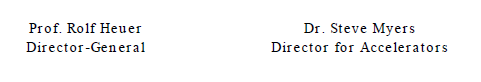 Prof. Rolf Heuer Dr. Steve Myers
Director-General Director for Accelerators